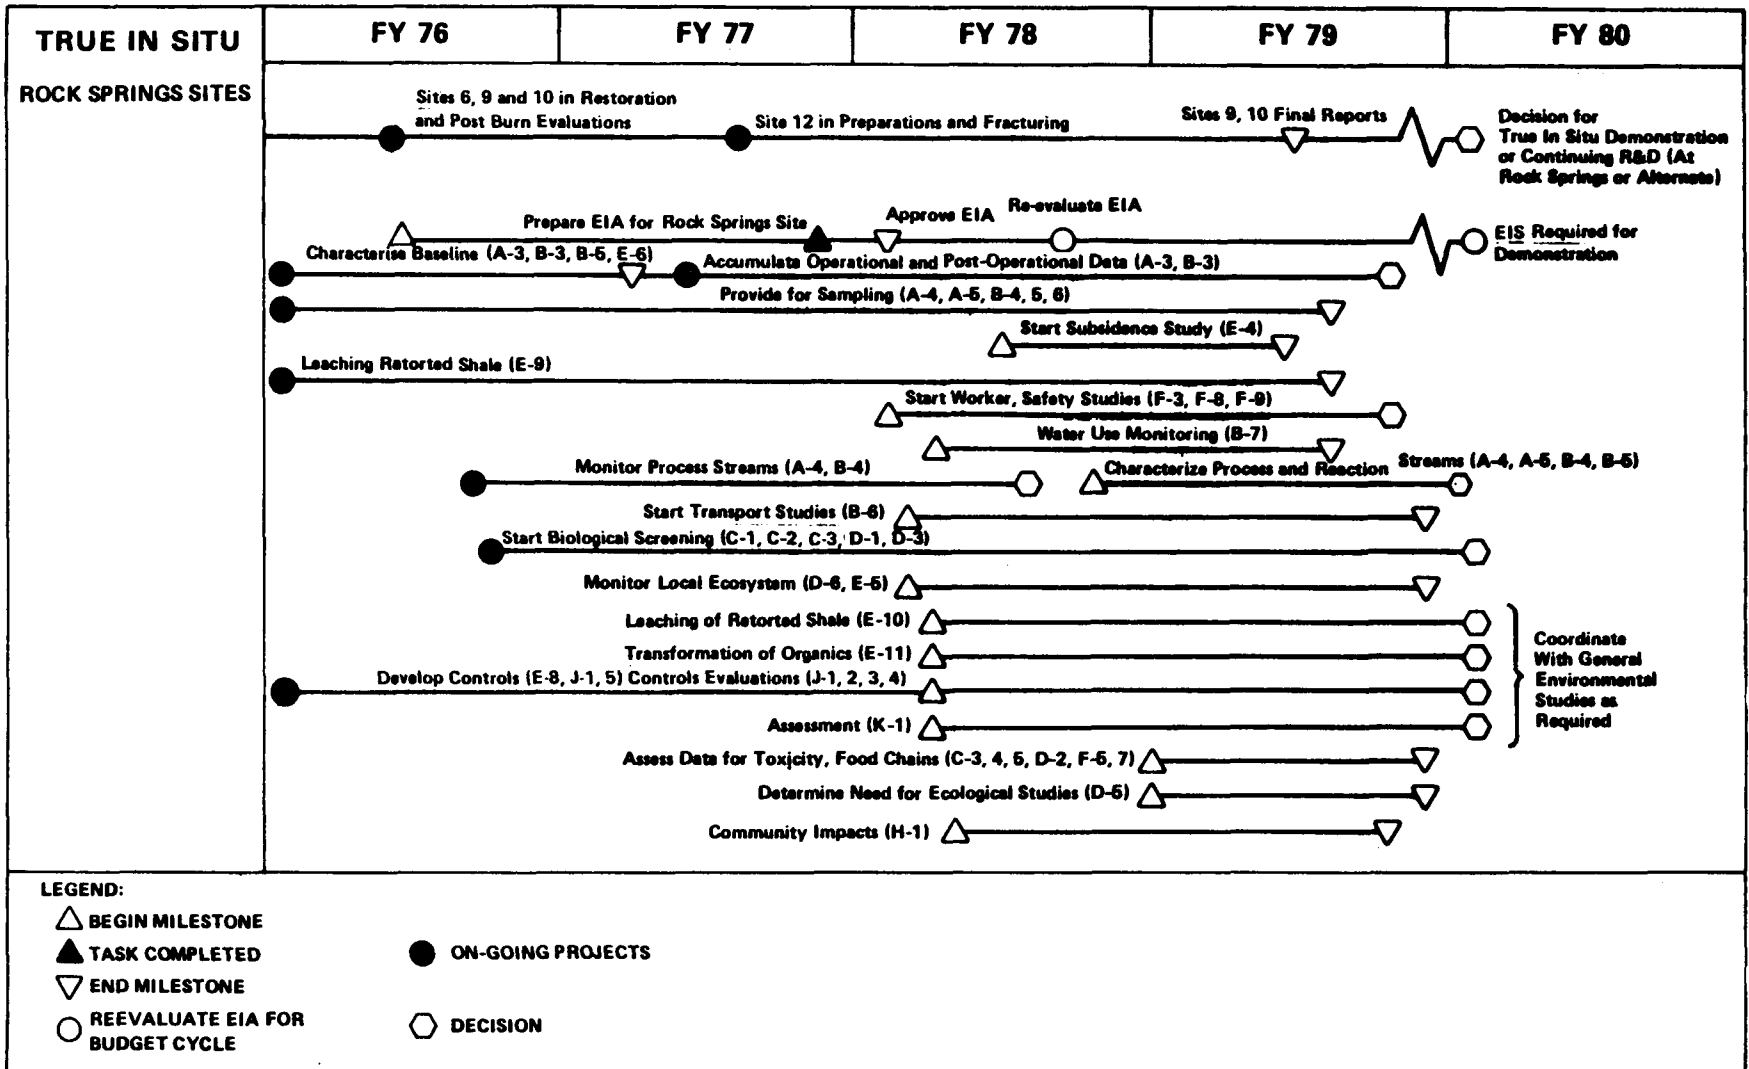 TRUE IN SITU
FY 76
FY 77
FY 78
FY 79
FY 80
ROCK SPRINGS SITES
Sites 6, 9 and 10 in Restoration
and Post Burn Evaluations
Site 12 in Preparations and Fracturing
Sites 9, 10 Final Reports
Decision for
True In Situ Demonstration
or Continuing R&D (At
Rock Springs or Alternate)
Prepare EIA for Rock Springs Site
Approve EIA
Re-evaluate EIA
EIS Required for
Demonstration
Characterise Baseline (A-3, B-3, B-5, E-6)
Accumulate Operational and Post-Operational Data (A-3, B-3)
Provide for Sampling (A-4, A-5, B-4, 5, 6)
Start Subsidence Study (E-4)
Leaching Retorted Shale (E-9)
Start Worker, Safety Studies (F-3, F-8, F-9)
Water Use Monitoring (B-7)
Monitor Process Streams (A-4, B-4)
Characterize Process and Reaction Streams (A-4, A-5, B-4, B-5)
Start Transport Studies (B-6)
Start Biological Screening (C-1, C-2, C-3, D-1, D-3)
Monitor Local Ecosystem (D-6, E-5)
Leaching of Retorted Shale (E-10)
Transformation of Organics (E-11)
Develop Controls (E-8, J-1, 5) Controls Evaluations (J-1, 2, 3, 4)
Assessment (K-1)
Coordinate
With General
Environmental
Studies as
Required
Assess Data for Toxicity, Food Chains (C-3, 4, 5, D-2, F-5, 7)
Determine Need for Ecological Studies (D-5)
Community Impacts (H-1)
LEGEND:
BEGIN MILESTONE
TASK COMPLETED
END MILESTONE
REEVALUATE EIA FOR
BUDGET CYCLE
ON-GOING PROJECTS
DECISION